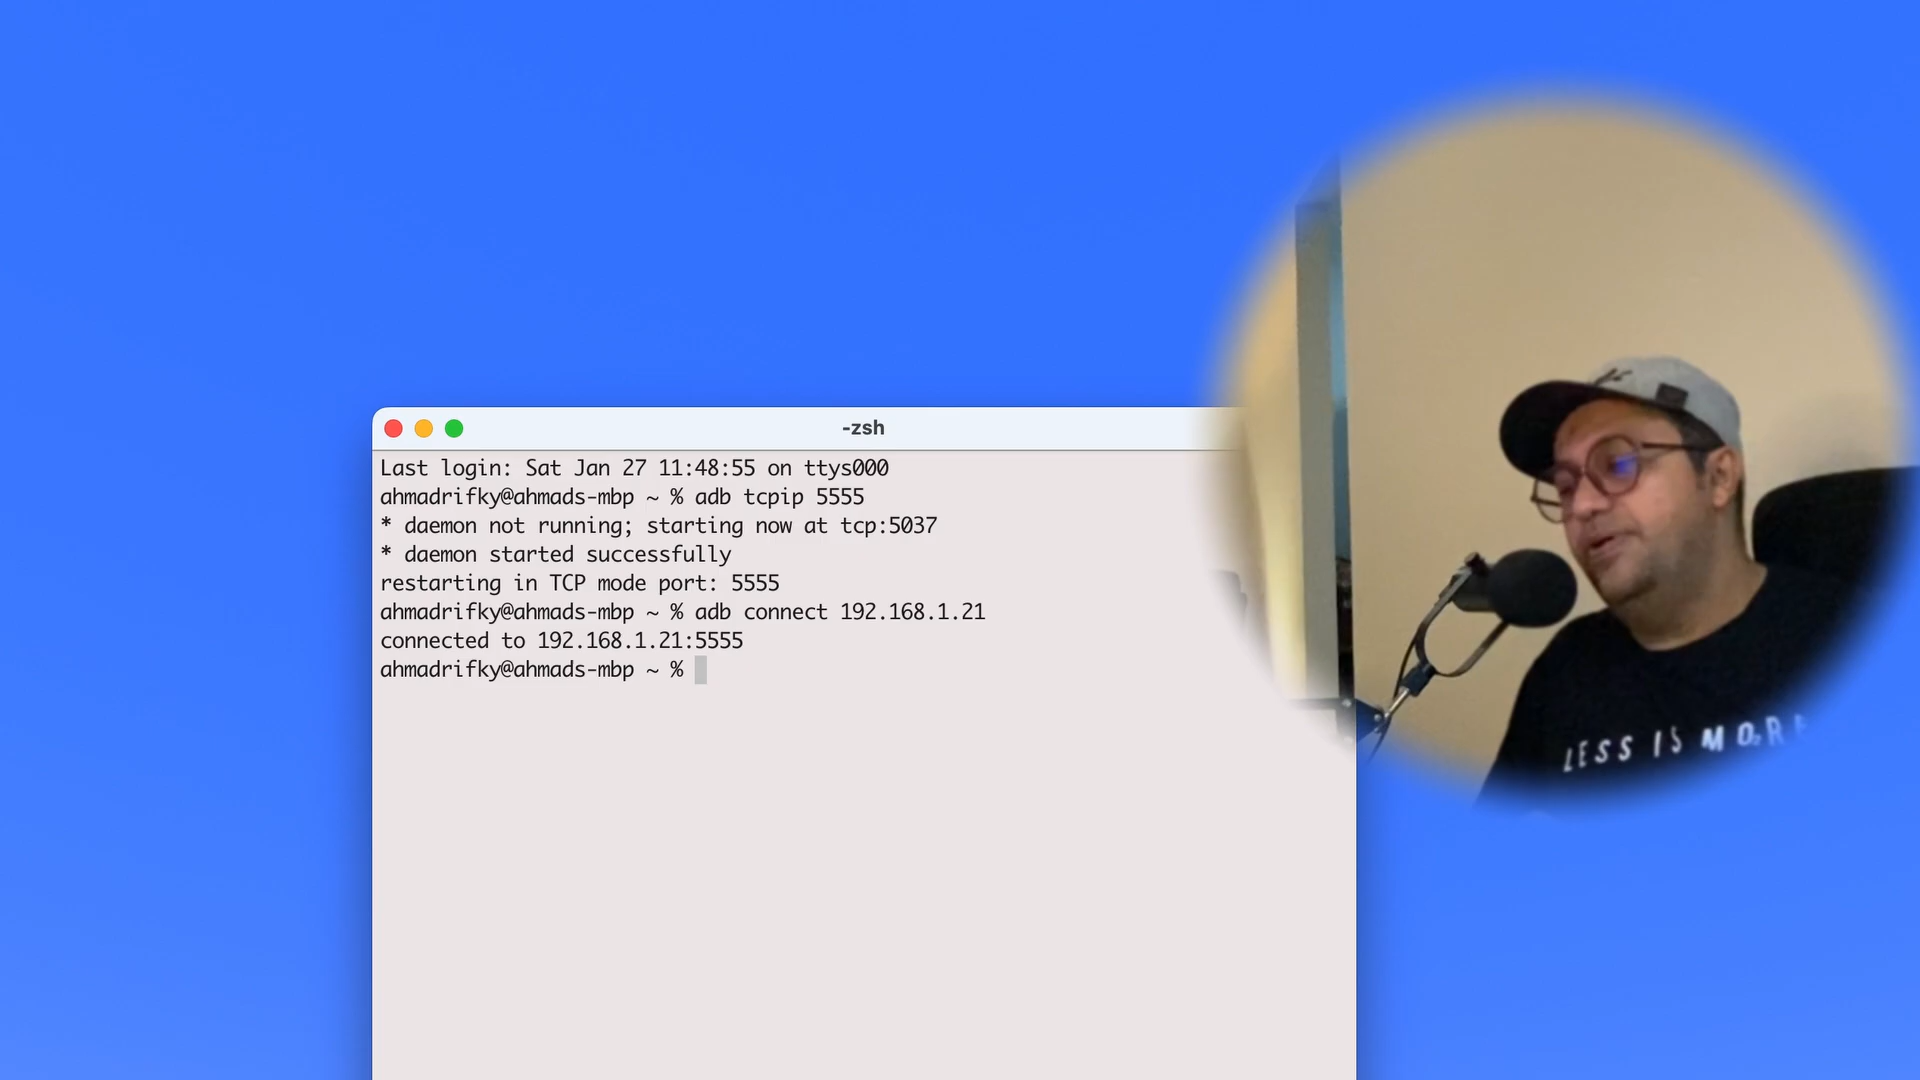 -zsh
Last login: Sat Jan 27 11:48:55 on ttys000
ahmadrifky@ahmads-mbp ~ % adb tcpip 5555
* daemon not running; starting now at tcp:5037
* daemon started successfully
restarting in TCP mode port: 5555
ahmadrifky@ahmads-mbp ~ % adb connect 192.168.1.21
connected to 192.168.1.21:5555
ahmadrifky@ahmads-mbp ~ %
LESS IS MORE